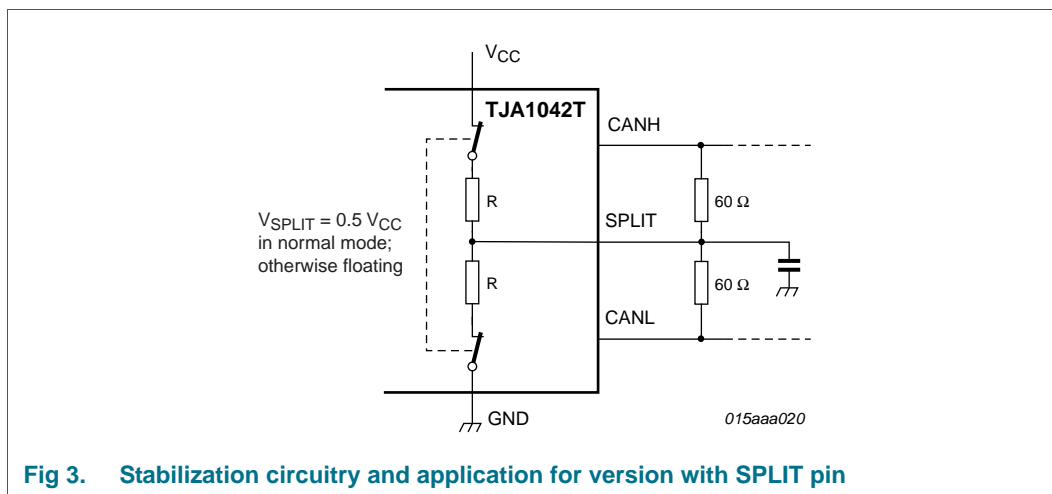 VCC
TJA1042T
CANH
R
60 Ω
VSPLIT = 0.5 VCC
in normal mode;
otherwise floating
SPLIT
R
60 Ω
CANL
GND
015aaa020
Fig 3. Stabilization circuitry and application for version with SPLIT pin